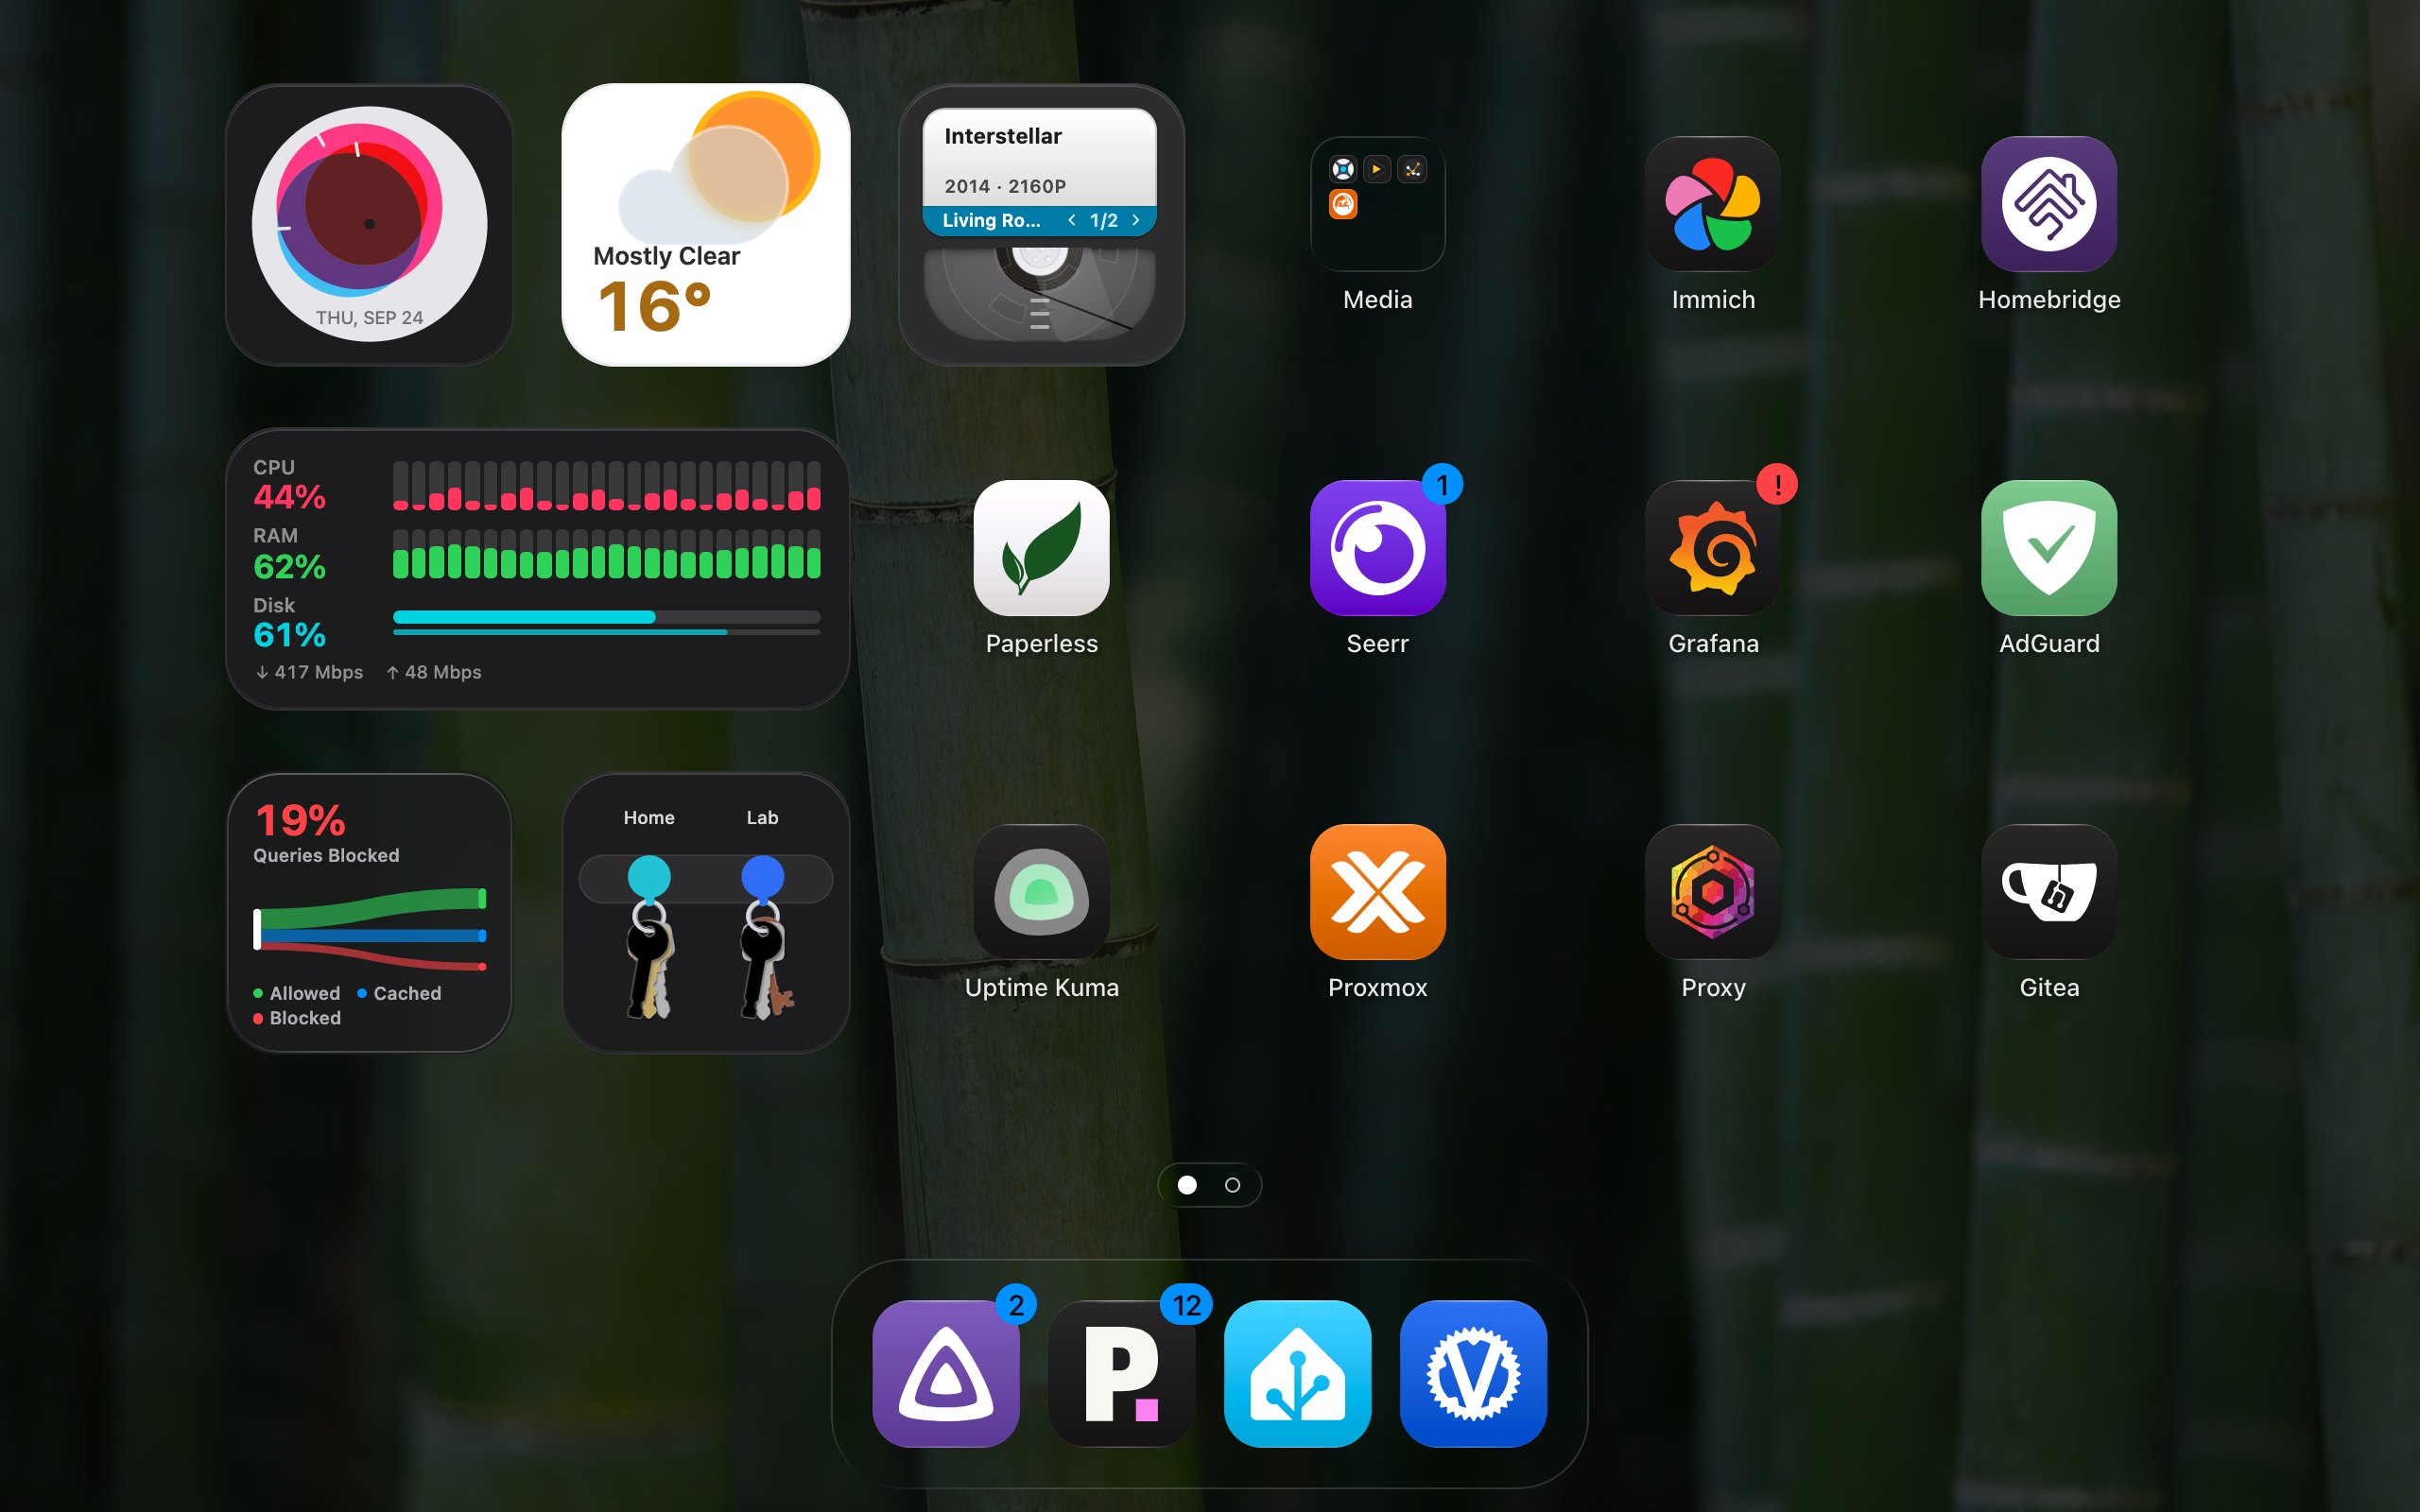 THU, SEP 24
Mostly Clear
16°
Interstellar
2014 · 2160P
Living Ro... < 1/2 >
Media
Immich
Homebridge
CPU
44%
RAM
62%
Disk
61%
↓ 417 Mbps ↑ 48 Mbps
Paperless
1
Seerr
!
Grafana
AdGuard
19%
Queries Blocked
Allowed Cached
Blocked
Home Lab
Uptime Kuma
Proxmox
Proxy
Gitea
2
12
P.
V